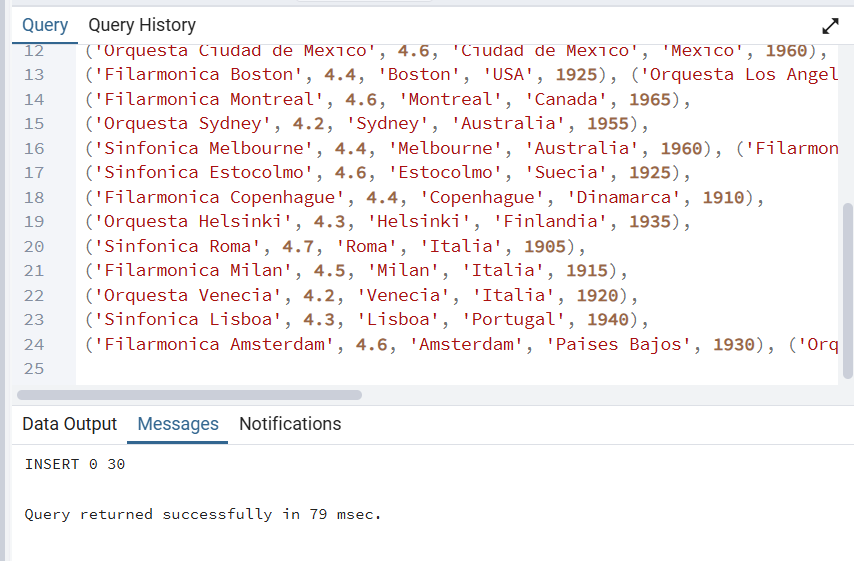 Query Query History
12 ('Orquesta Ciudad de Mexico', 4.6, 'Ciudad de Mexico', 'Mexico', 1960),
13 ('Filarmonica Boston', 4.4, 'Boston', 'USA', 1925), ('Orquesta Los Angel
14 ('Filarmonica Montreal', 4.6, 'Montreal', 'Canada', 1965),
15 ('Orquesta Sydney', 4.2, 'Sydney', 'Australia', 1955),
16 ('Sinfonica Melbourne', 4.4, 'Melbourne', 'Australia', 1960), ('Filarmon
17 ('Sinfonica Estocolmo', 4.6, 'Estocolmo', 'Suecia', 1925),
18 ('Filarmonica Copenhague', 4.4, 'Copenhague', 'Dinamarca', 1910),
19 ('Orquesta Helsinki', 4.3, 'Helsinki', 'Finlandia', 1935),
20 ('Sinfonica Roma', 4.7, 'Roma', 'Italia', 1905),
21 ('Filarmonica Milan', 4.5, 'Milan', 'Italia', 1915),
22 ('Orquesta Venecia', 4.2, 'Venecia', 'Italia', 1920),
23 ('Sinfonica Lisboa', 4.3, 'Lisboa', 'Portugal', 1940),
24 ('Filarmonica Amsterdam', 4.6, 'Amsterdam', 'Paises Bajos', 1930), ('Orq
25
Data Output Messages Notifications
INSERT 0 30
Query returned successfully in 79 msec.